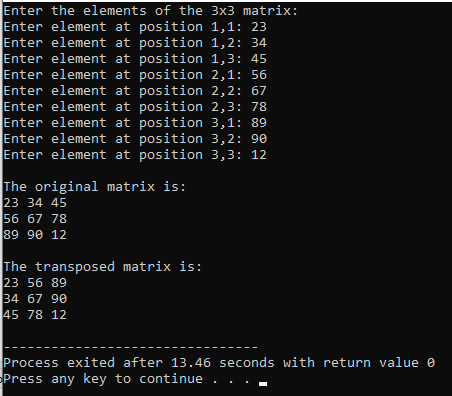 Enter the elements of the 3x3 matrix:
Enter element at position 1,1: 23
Enter element at position 1,2: 34
Enter element at position 1,3: 45
Enter element at position 2,1: 56
Enter element at position 2,2: 67
Enter element at position 2,3: 78
Enter element at position 3,1: 89
Enter element at position 3,2: 90
Enter element at position 3,3: 12
The original matrix is:
23 34 45
56 67 78
89 90 12
The transposed matrix is:
23 56 89
34 67 90
45 78 12
--------------------------------
Process exited after 13.46 seconds with return value 0
Press any key to continue . . .